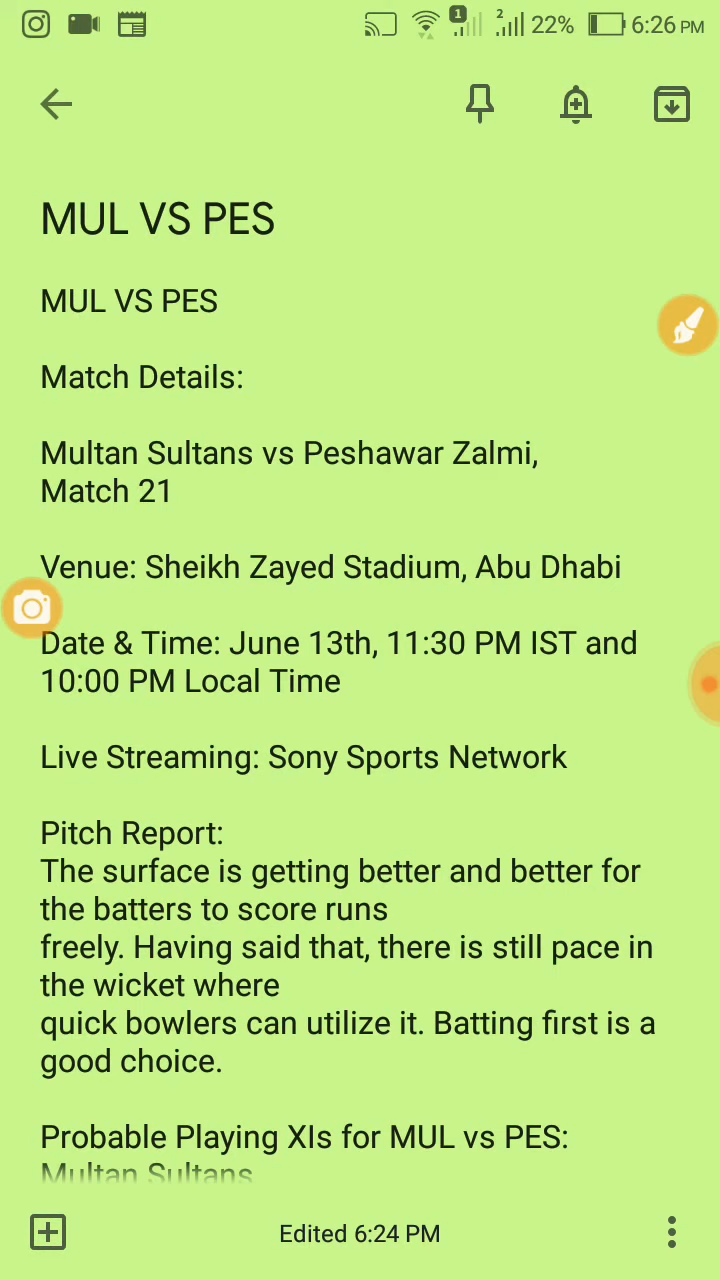 1
2
22%
6:26 PM
MUL VS PES
MUL VS PES
Match Details:
Multan Sultans vs Peshawar Zalmi,
Match 21
Venue: Sheikh Zayed Stadium, Abu Dhabi
Date & Time: June 13th, 11:30 PM IST and
10:00 PM Local Time
Live Streaming: Sony Sports Network
Pitch Report:
The surface is getting better and better for
the batters to score runs
freely. Having said that, there is still pace in
the wicket where
quick bowlers can utilize it. Batting first is a
good choice.
Probable Playing XIs for MUL vs PES:
Multan Sultans
Edited 6:24 PM